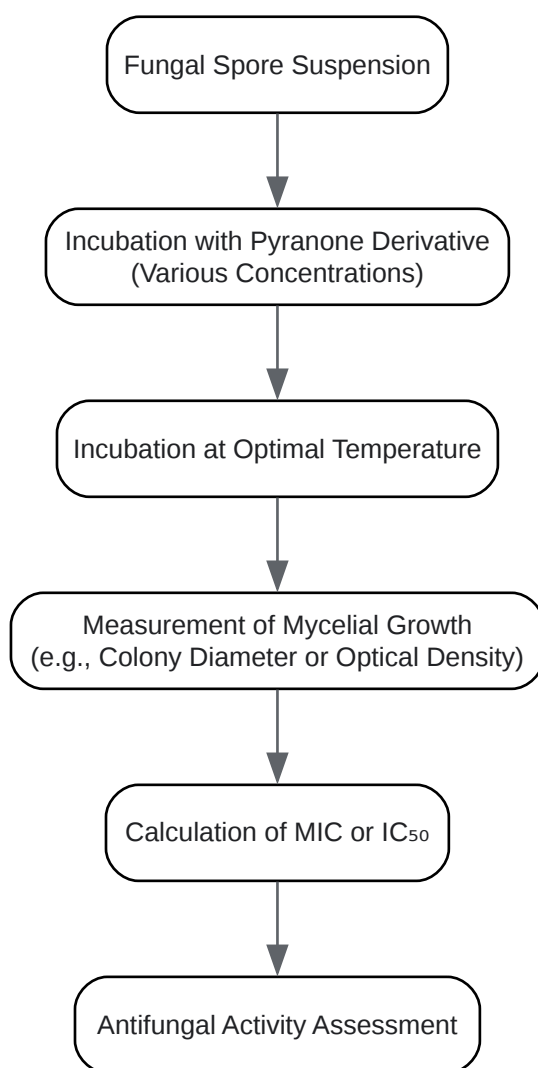 Fungal Spore Suspension
Incubation with Pyranone Derivative
(Various Concentrations)
Incubation at Optimal Temperature
Measurement of Mycelial Growth
(e.g., Colony Diameter or Optical Density)
Calculation of MIC or IC₅₀
Antifungal Activity Assessment